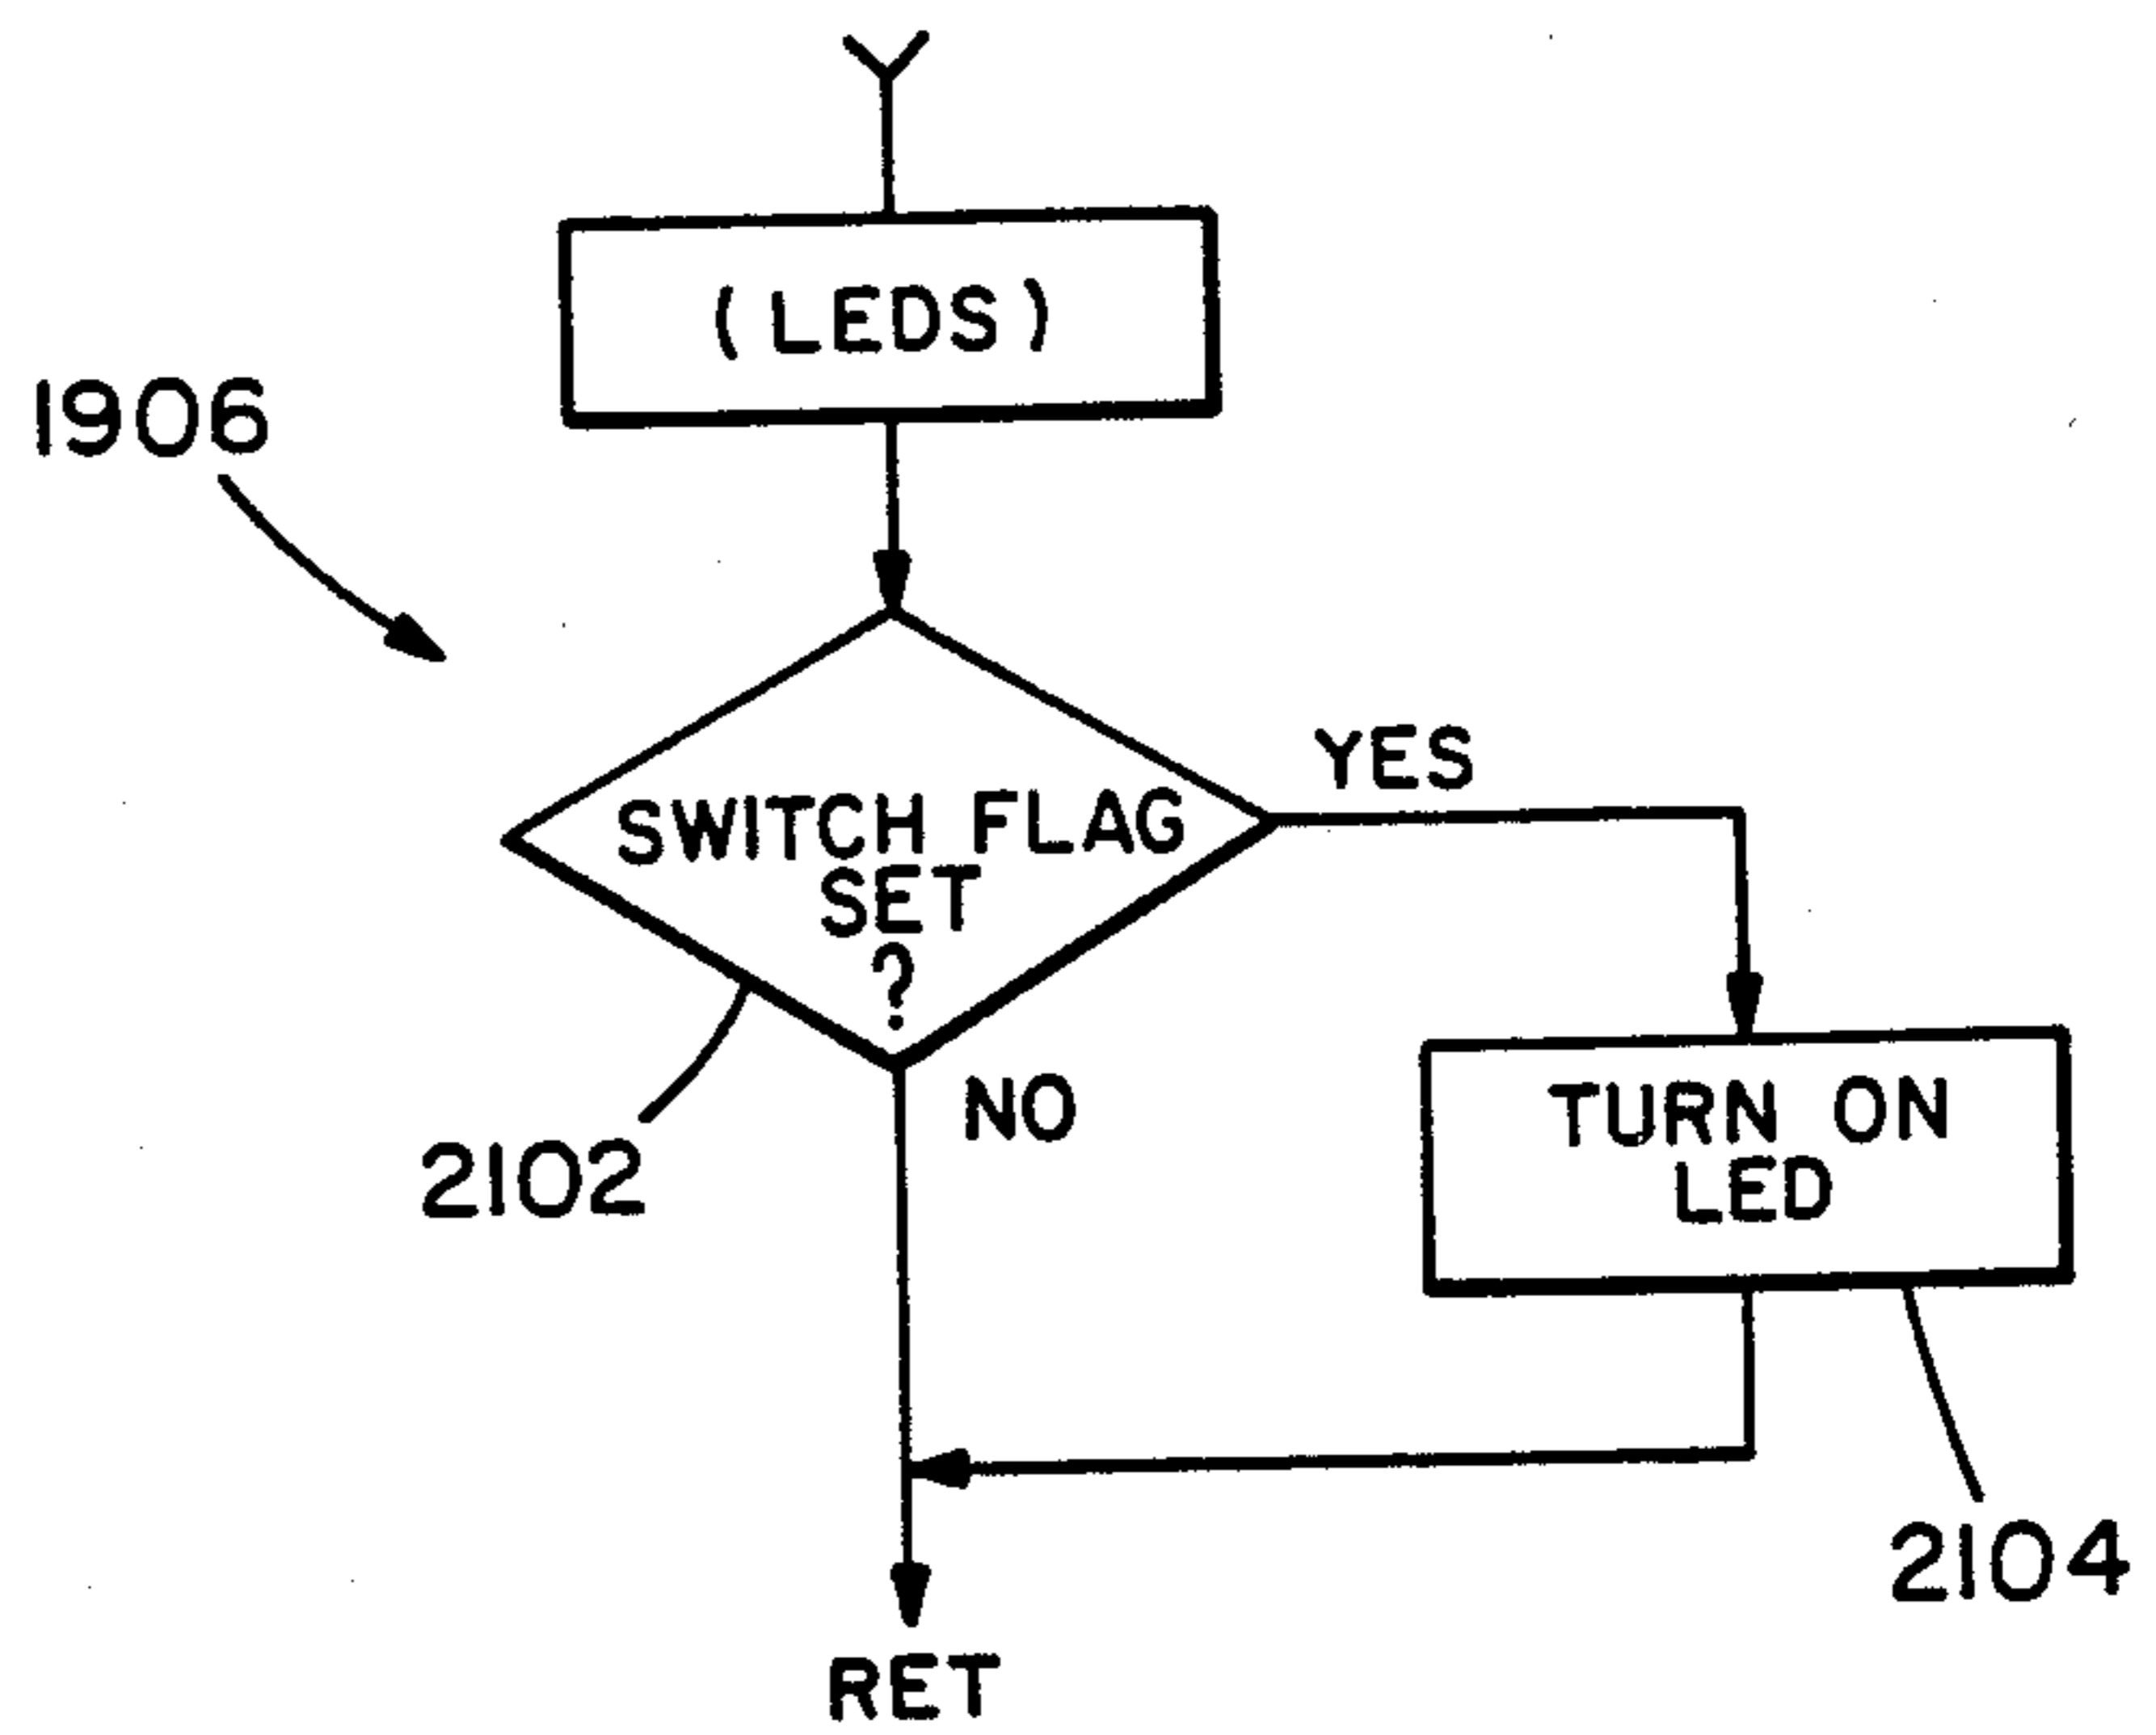 (LEDS)
1906
YES
SWITCH FLAG
SET
?
NO
2102
TURN ON
LED
2104
RET